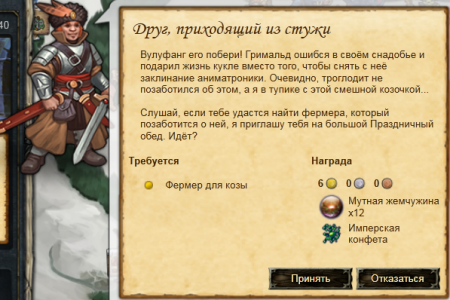 40
Друг, приходящий из стужи
Вулуфанг его побери! Гримальд ошибся в своём снадобье и
подарил жизнь кукле вместо того, чтобы снять с неё
заклинание аниматроники. Очевидно, троглодит не
позаботился об этом, а я в тупике с этой смешной козочкой...
Слушай, если тебе удастся найти фермера, который
позаботится о ней, я приглашу тебя на большой Праздничный
обед. Идёт?
Требуется
Фермер для козы
Награда
6 0 0
Мутная жемчужина
x12
Имперская
конфета
Принять
Отказаться